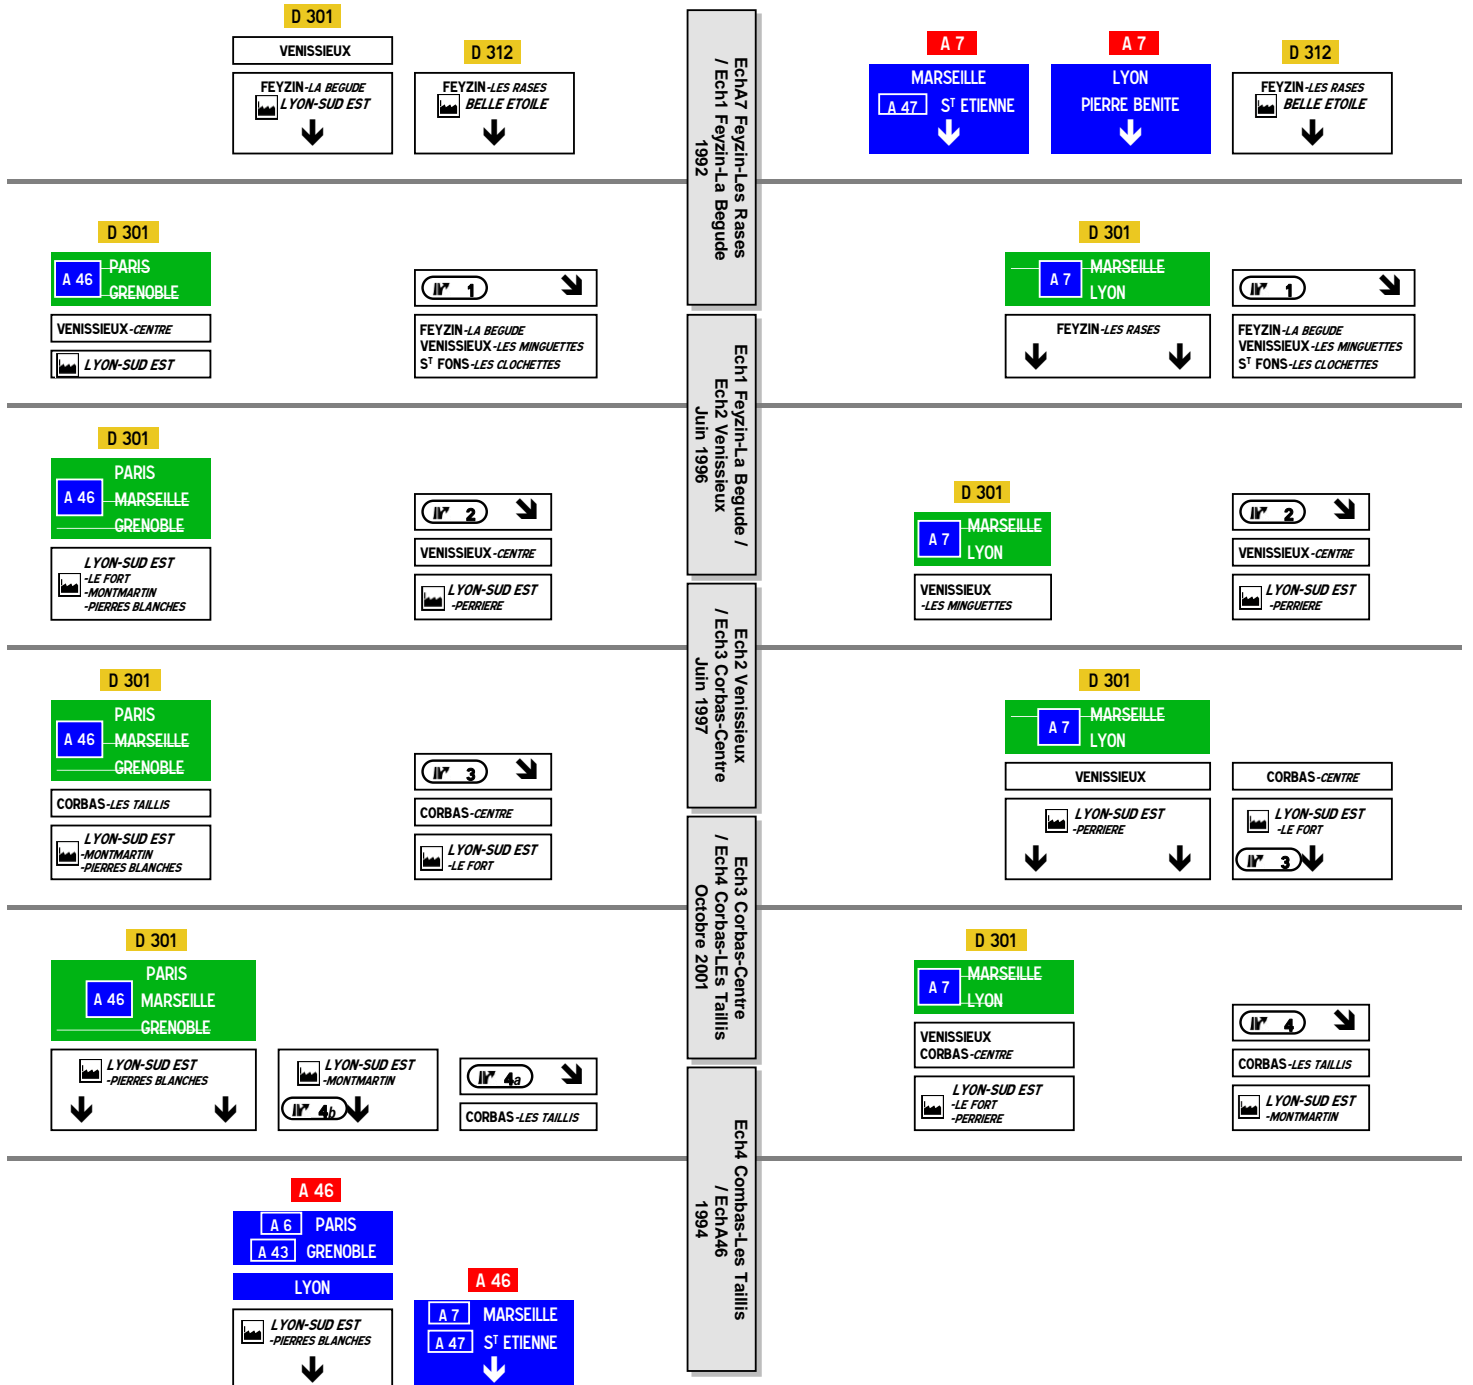 D 301
VENISSIEUX
FEYZIN-LA BEGUDE
LYON-SUD EST
D 312
FEYZIN-LES RASES
BELLE ETOILE
EchA7 Feyzin-Les Rases
/ Ech1 Feyzin-La Begude
1992
A 7
MARSEILLE
A 47 Sᵀ ETIENNE
A 7
LYON
PIERRE BENITE
D 312
FEYZIN-LES RASES
BELLE ETOILE
D 301
A 46
PARIS
GRENOBLE
VENISSIEUX-CENTRE
LYON-SUD EST
1
FEYZIN-LA BEGUDE
VENISSIEUX-LES MINGUETTES
Sᵀ FONS-LES CLOCHETTES
D 301
A 7
MARSEILLE
LYON
FEYZIN-LES RASES
1
FEYZIN-LA BEGUDE
VENISSIEUX-LES MINGUETTES
Sᵀ FONS-LES CLOCHETTES
Ech1 Feyzin-La Begude /
Ech2 Venissieux
Juin 1996
D 301
A 46
PARIS
MARSEILLE
GRENOBLE
LYON-SUD EST
-LE FORT
-MONTMARTIN
-PIERRES BLANCHES
2
VENISSIEUX-CENTRE
LYON-SUD EST
-PERRIERE
D 301
A 7
MARSEILLE
LYON
VENISSIEUX
-LES MINGUETTES
2
VENISSIEUX-CENTRE
LYON-SUD EST
-PERRIERE
Ech2 Venissieux
/ Ech3 Corbas-Centre
Juin 1997
D 301
A 46
PARIS
MARSEILLE
GRENOBLE
CORBAS-LES TAILLIS
LYON-SUD EST
-MONTMARTIN
-PIERRES BLANCHES
3
CORBAS-CENTRE
LYON-SUD EST
-LE FORT
D 301
A 7
MARSEILLE
LYON
VENISSIEUX
LYON-SUD EST
-PERRIERE
CORBAS-CENTRE
LYON-SUD EST
-LE FORT
3
Ech3 Corbas-Centre
/ Ech4 Corbas-LEs Taillis
Octobre 2001
D 301
A 46
PARIS
MARSEILLE
GRENOBLE
LYON-SUD EST
-PIERRES BLANCHES
LYON-SUD EST
-MONTMARTIN
4b
4a
CORBAS-LES TAILLIS
D 301
A 7
MARSEILLE
LYON
VENISSIEUX
CORBAS-CENTRE
LYON-SUD EST
-LE FORT
-PERRIERE
4
CORBAS-LES TAILLIS
LYON-SUD EST
-MONTMARTIN
Ech4 Combas-Les Taillis
/ EchA46
1994
A 46
A 6 PARIS
A 43 GRENOBLE
LYON
LYON-SUD EST
-PIERRES BLANCHES
A 46
A 7 MARSEILLE
A 47 Sᵀ ETIENNE